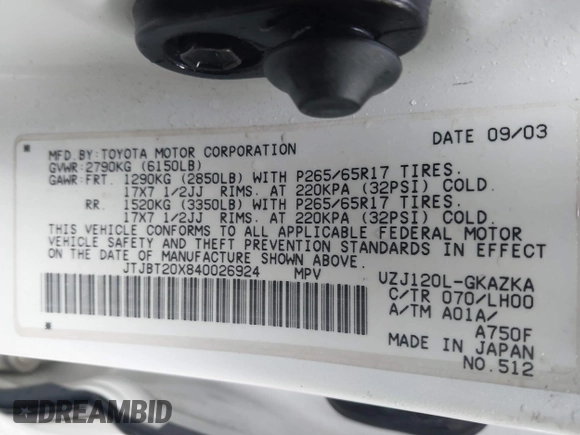 MFD BY:TOYOTA MOTOR CORPORATION DATE 09/03
GVWR:2790KG (6150LB)
GAWR:FRT. 1290KG (2850LB) WITH P265/65R17 TIRES.
17X7 1/2JJ RIMS. AT 220KPA (32PSI) COLD.
RR. 1520KG (3350LB) WITH P265/65R17 TIRES.
17X7 1/2JJ RIMS. AT 220KPA (32PSI) COLD.
THIS VEHICLE CONFORMS TO ALL APPLICABLE FEDERAL MOTOR
VEHICLE SAFETY AND THEFT PREVENTION STANDARDS IN EFFECT
ON THE DATE OF MANUFACTURE SHOWN ABOVE.
JTJBT20X840026924 MPV UZJ120L-GKAZKA
C/TR 070/LH00
A/TM A01A/
A750F
MADE IN JAPAN
NO.512
DREAMBID